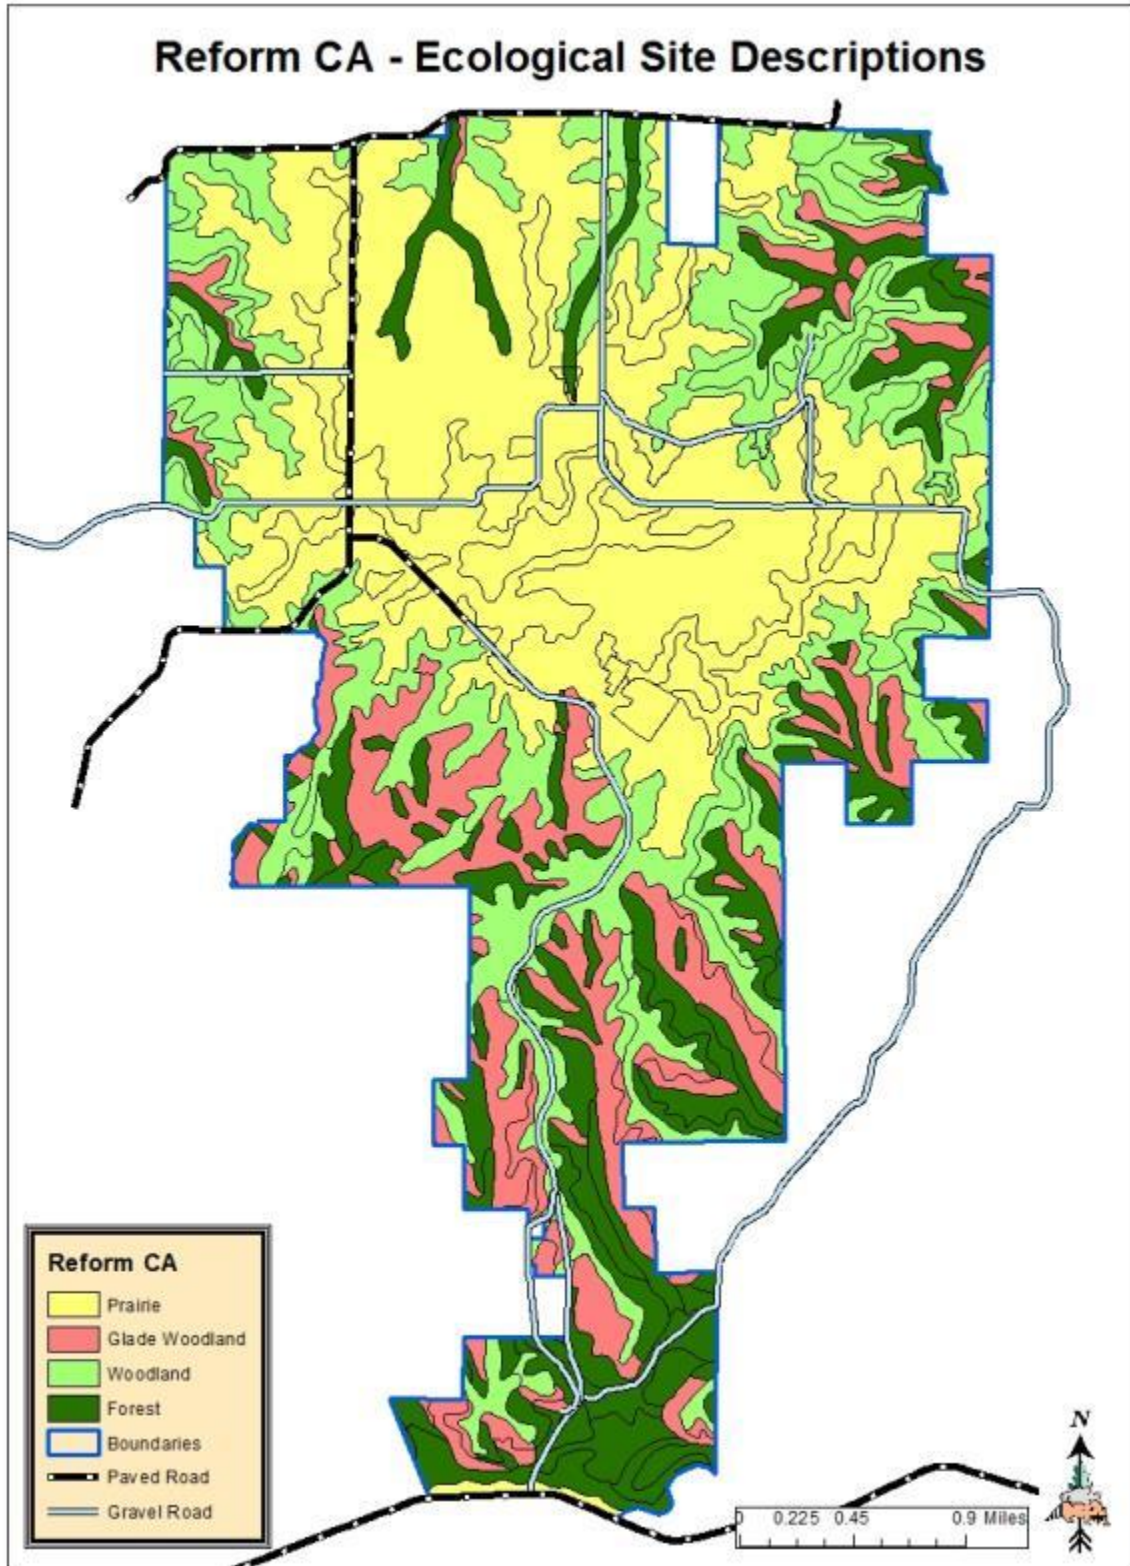 Reform CA - Ecological Site Descriptions
Reform CA
Prairie
Glade Woodland
Woodland
Forest
Boundaries
Paved Road
Gravel Road
N
0 0.225 0.45 0.9 Miles